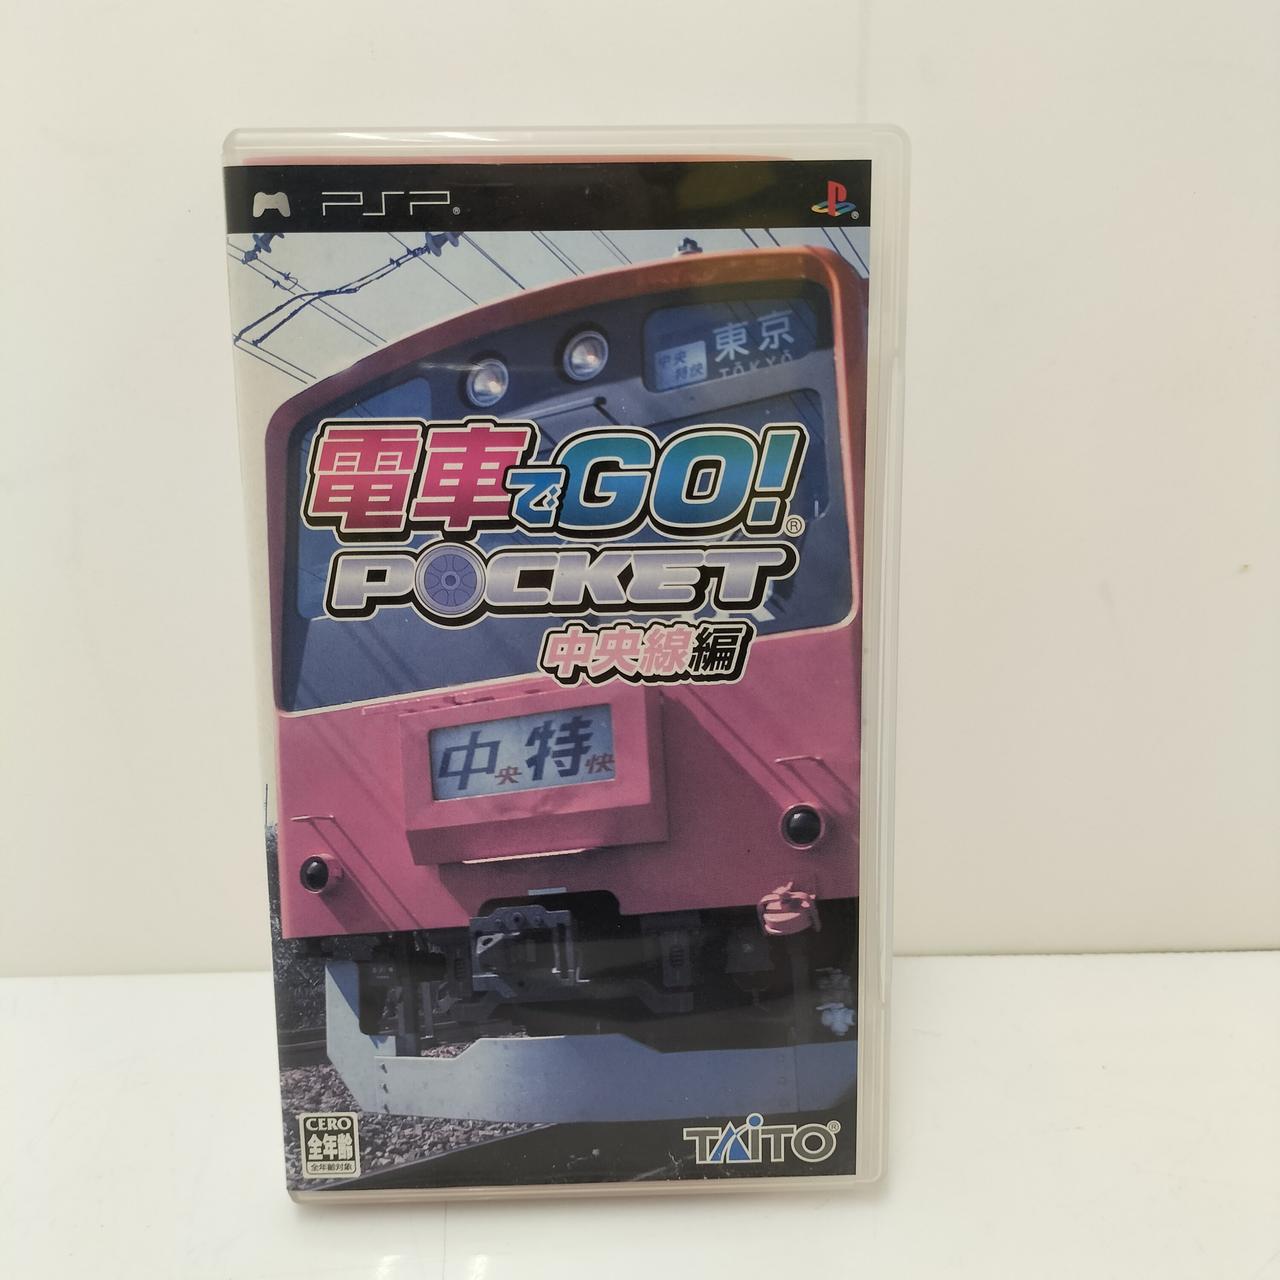 PSP®
東京
中央
特快
TŌKYŌ
電車でGO!®
POCKET
中央線編
中央特快
CERO
全年齢
全年齢対象
TAITO®